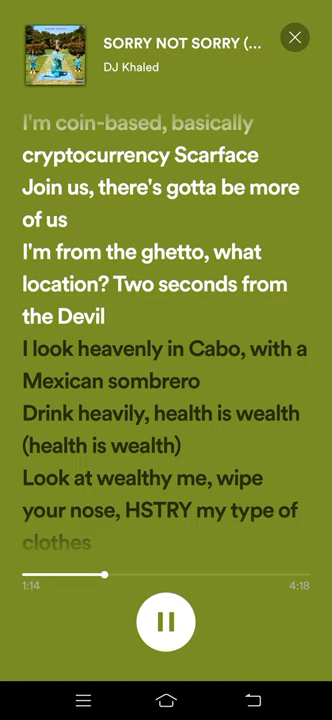 SORRY NOT SORRY (...
DJ Khaled
I'm coin-based, basically
cryptocurrency Scarface
Join us, there's gotta be more
of us
I'm from the ghetto, what
location? Two seconds from
the Devil
I look heavenly in Cabo, with a
Mexican sombrero
Drink heavily, health is wealth
(health is wealth)
Look at wealthy me, wipe
your nose, HSTRY my type of
clothes
1:14
4:18